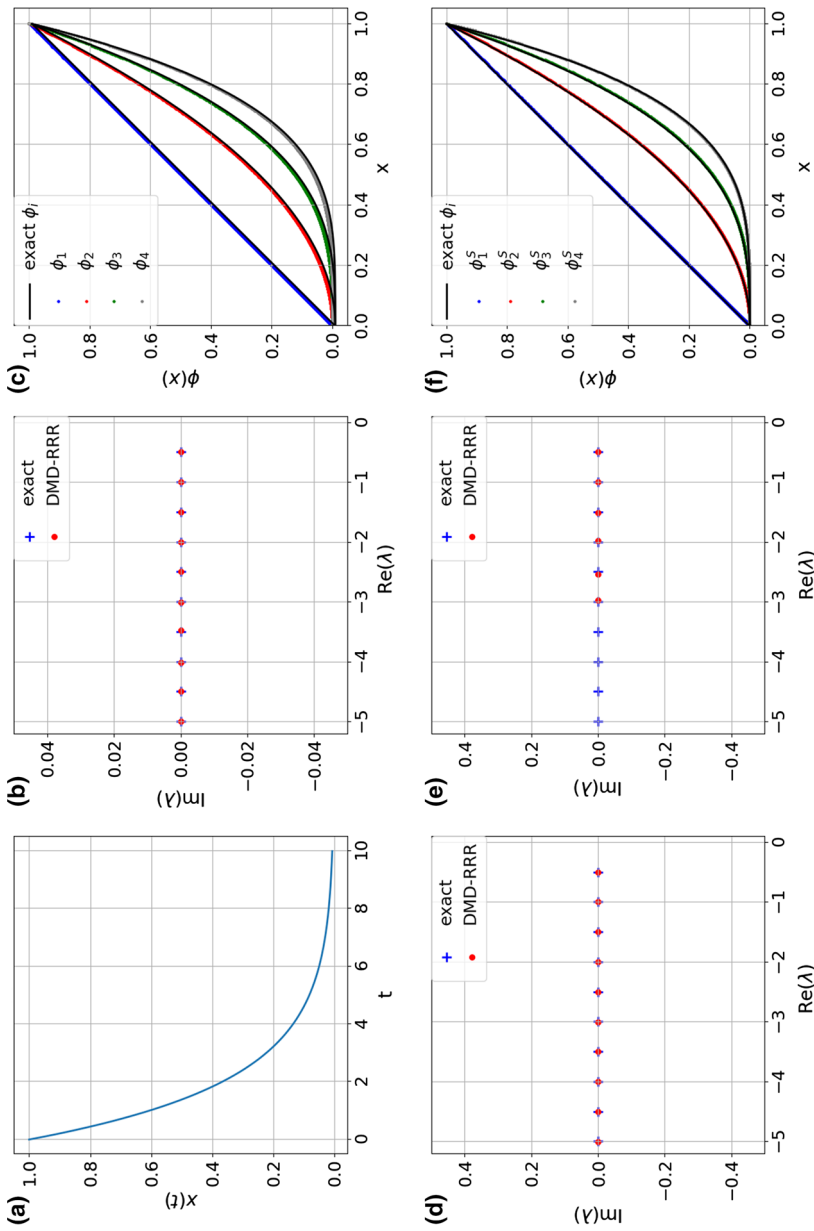 (a)
1.0
0.8
0.6
0.4
0.2
0.0
x(t)
0
2
4
6
8
10
t
(b)
0.04
0.02
0.00
−0.02
−0.04
Im(λ)
−5
−4
−3
−2
−1
0
Re(λ)
exact
DMD-RRR
(c)
1.0
0.8
0.6
0.4
0.2
0.0
ϕ(x)
0.0
0.2
0.4
0.6
0.8
1.0
x
exact ϕᵢ
ϕ₁
ϕ₂
ϕ₃
ϕ₄
(d)
0.4
0.2
0.0
−0.2
−0.4
Im(λ)
−5
−4
−3
−2
−1
0
Re(λ)
exact
DMD-RRR
(e)
0.4
0.2
0.0
−0.2
−0.4
Im(λ)
−5
−4
−3
−2
−1
0
Re(λ)
exact
DMD-RRR
(f)
1.0
0.8
0.6
0.4
0.2
0.0
ϕ(x)
0.0
0.2
0.4
0.6
0.8
1.0
x
exact ϕᵢ
ϕ₁ˢ
ϕ₂ˢ
ϕ₃ˢ
ϕ₄ˢ